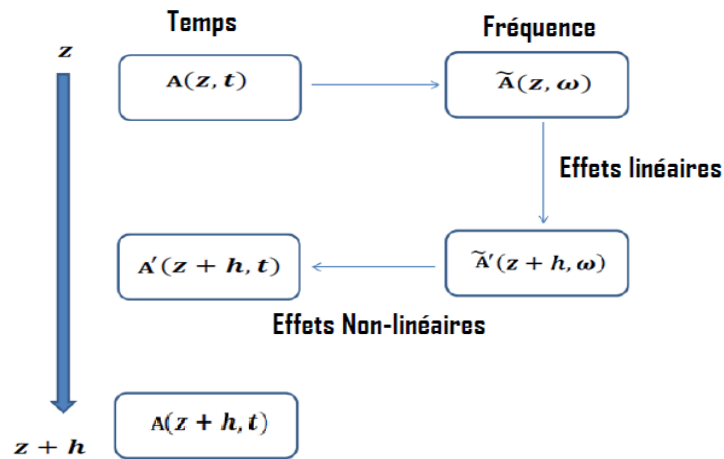 Temps
Fréquence
z
A(z, t)
Ã(z, ω)
Effets linéaires
A′(z + h, t)
Ã′(z + h, ω)
Effets Non-linéaires
A(z + h, t)
z + h